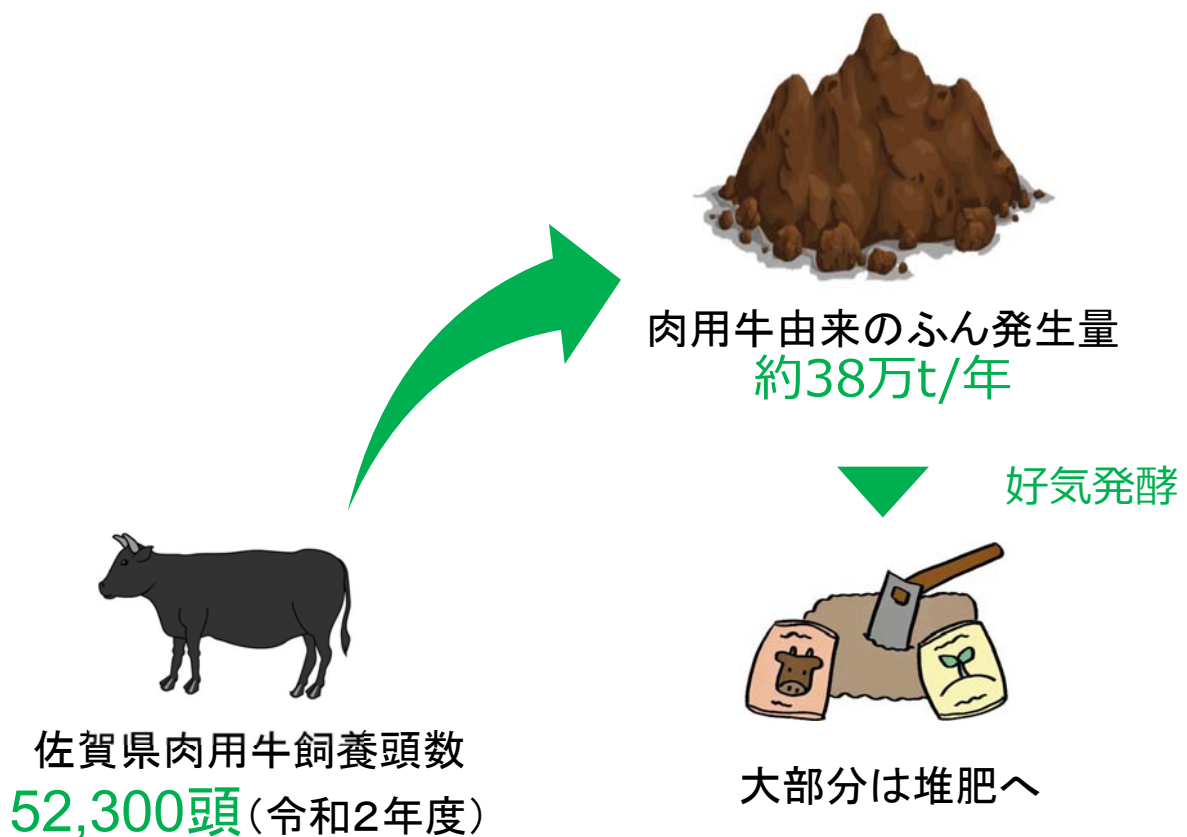 肉用牛由来のふん発生量
約38万t/年
好気発酵
佐賀県肉用牛飼養頭数
52,300頭(令和2年度)
大部分は堆肥へ